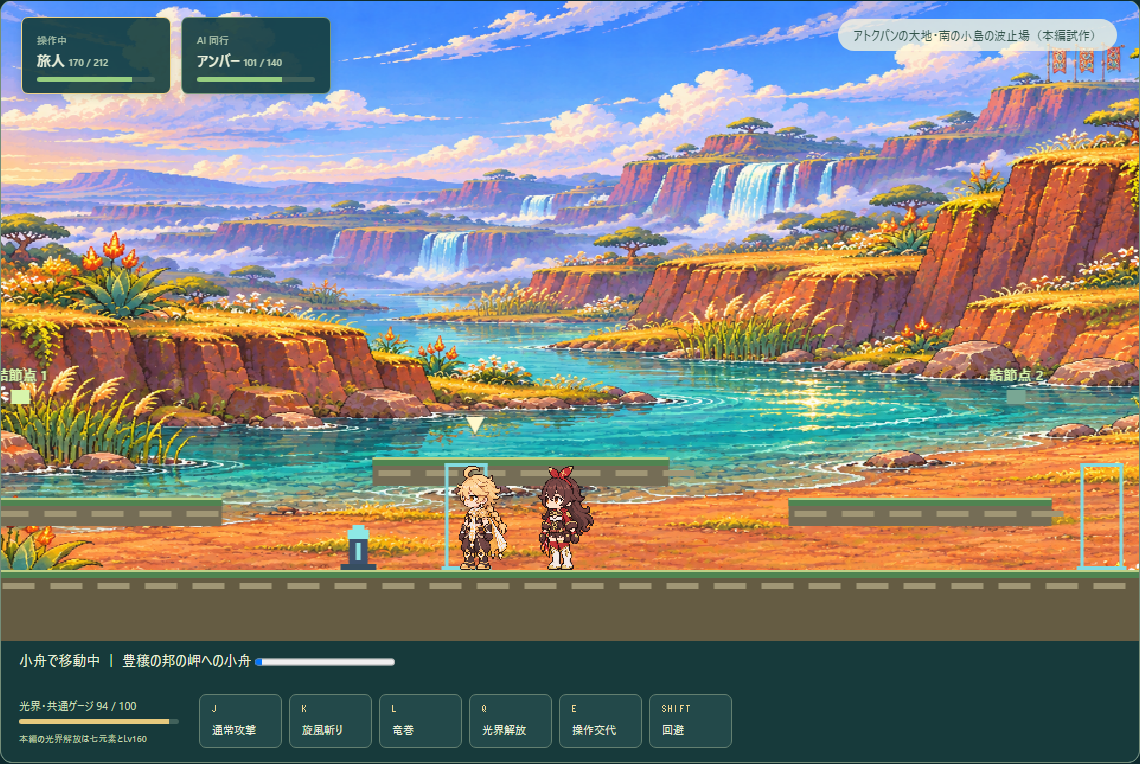 操作中
旅人 170 / 212
AI 同行
アンバー 101 / 140
アトクパンの大地・南の小島の波止場（本編試作）
結節点 1
結節点 2
小舟で移動中 | 豊穣の邦の岬への小舟
光界・共通ゲージ 94 / 100
本編の光界解放は七元素とLv160
J
通常攻撃
K
旋風斬り
L
竜巻
Q
光界解放
E
操作交代
SHIFT
回避